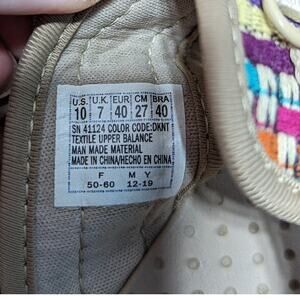 U.S. U.K. EUR CM BRA
10 7 40 27 40
SN 41124 COLOR CODE:DKNT
TEXTILE UPPER BALANCE
MAN MADE MATERIAL
MADE IN CHINA/HECHO EN CHINA
F M Y
50-60 12-19